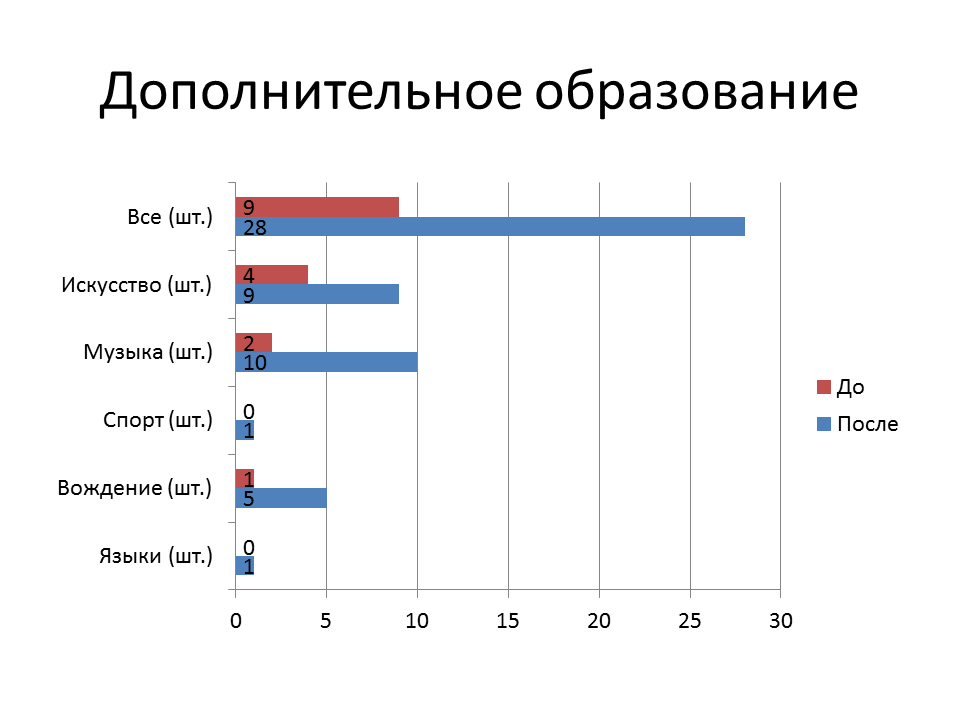 Дополнительное образование
Все (шт.)
9
28
Искусство (шт.)
4
9
Музыка (шт.)
2
10
Спорт (шт.)
0
1
Вождение (шт.)
1
5
Языки (шт.)
0
1
До
После
0 5 10 15 20 25 30